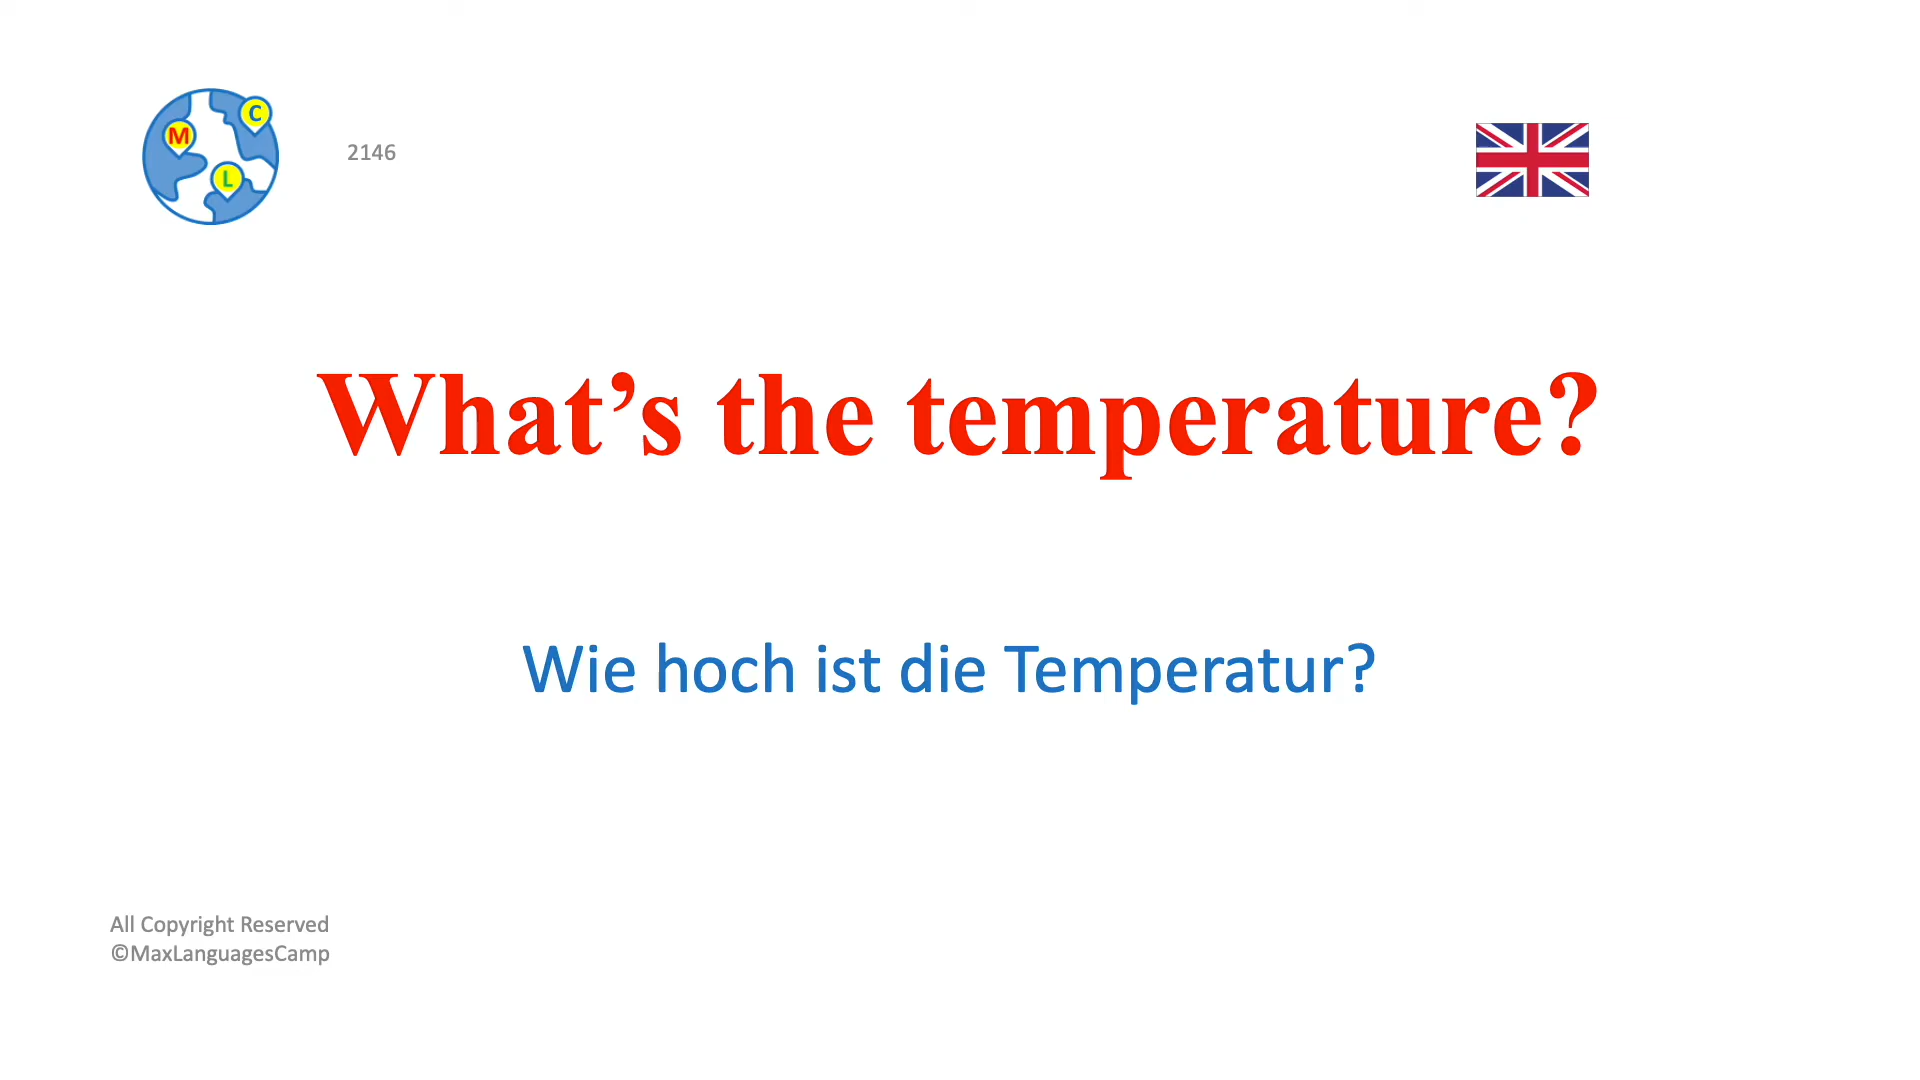 M
C
L
2146
What’s the temperature?
Wie hoch ist die Temperatur?
All Copyright Reserved
©MaxLanguagesCamp